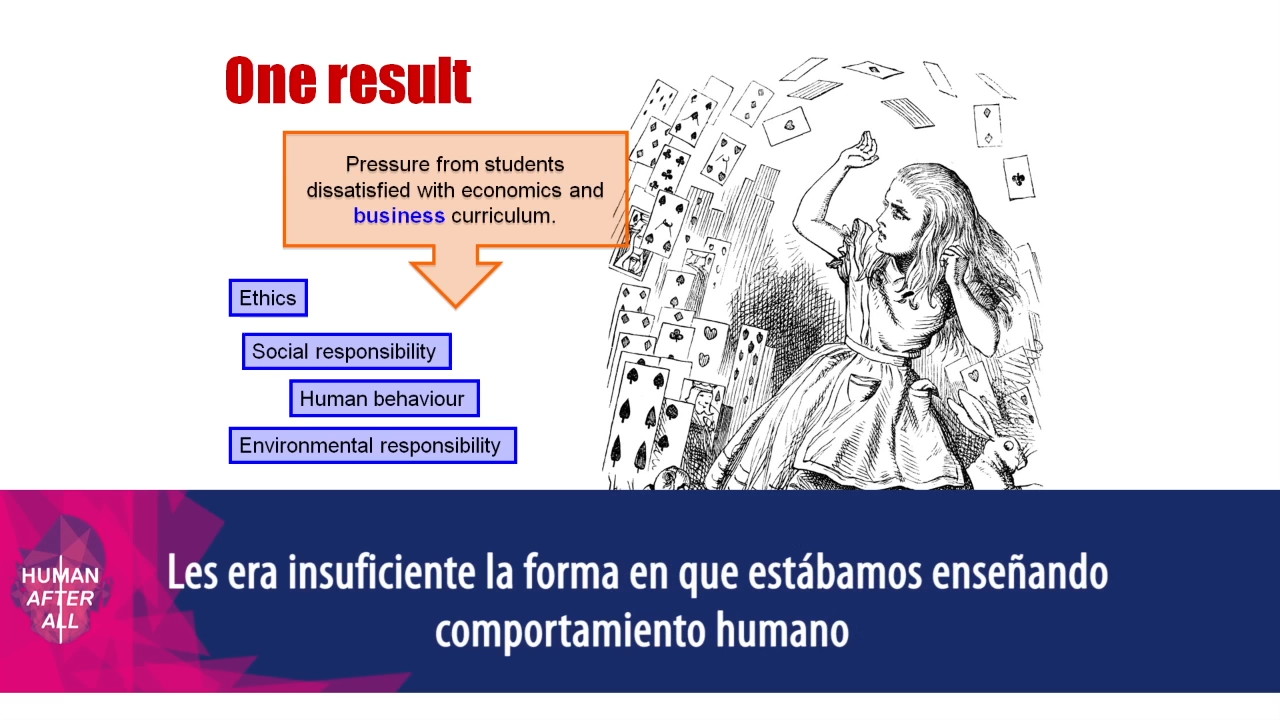 One result
Pressure from students
dissatisfied with economics and
business curriculum.
Ethics
Social responsibility
Human behaviour
Environmental responsibility
HUMAN
AFTER
ALL
Les era insuficiente la forma en que estábamos enseñando
comportamiento humano